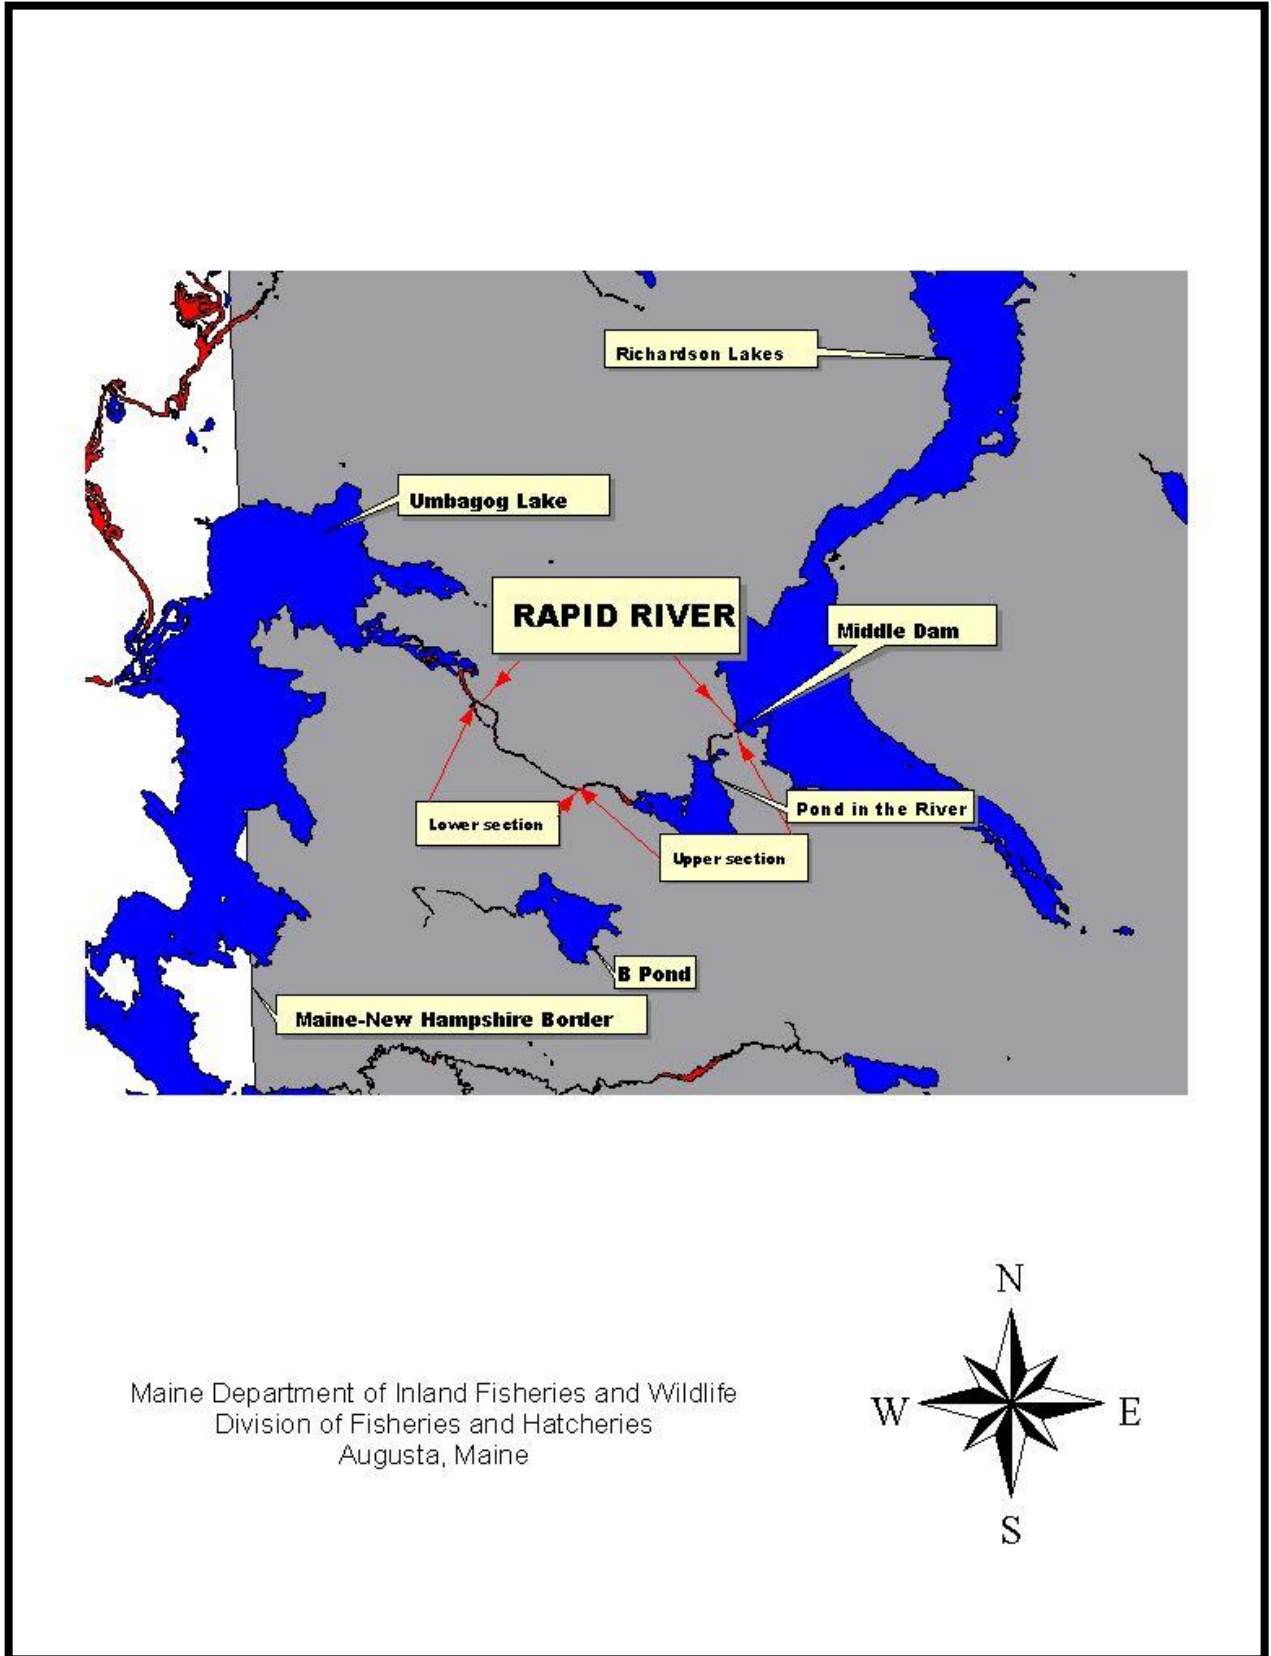 Richardson Lakes
Umbagog Lake
RAPID RIVER
Middle Dam
Pond in the River
Lower section
Upper section
B Pond
Maine-New Hampshire Border
N
W
E
S
Maine Department of Inland Fisheries and Wildlife
Division of Fisheries and Hatcheries
Augusta, Maine